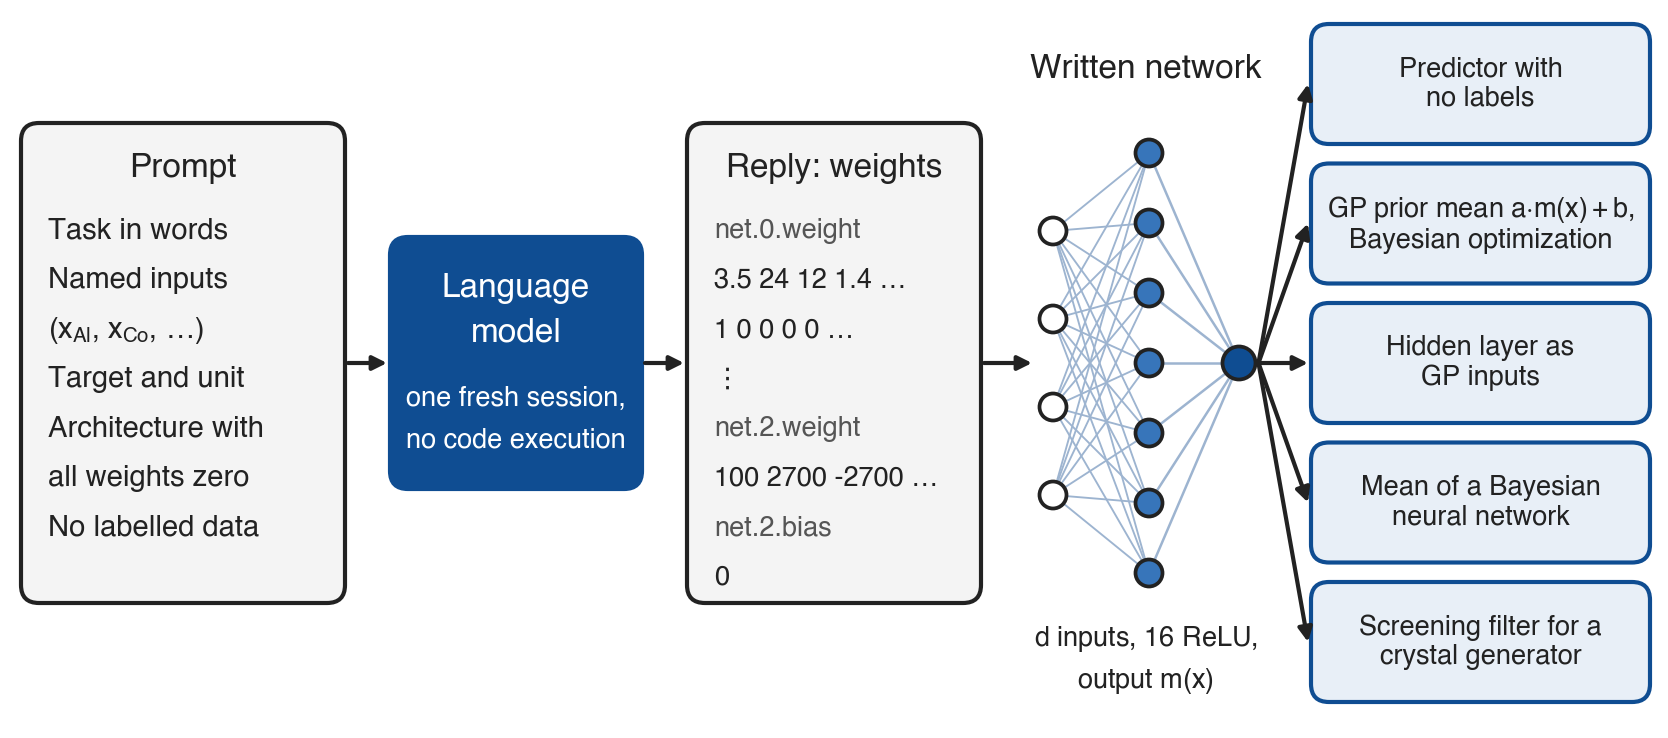 Prompt
Task in words
Named inputs
(xAl, xCo, …)
Target and unit
Architecture with
all weights zero
No labelled data
Language
model
one fresh session,
no code execution
Reply: weights
net.0.weight
3.5 24 12 1.4 …
1 0 0 0 0 …
⋮
net.2.weight
100 2700 -2700 …
net.2.bias
0
Written network
d inputs, 16 ReLU,
output m(x)
Predictor with
no labels
GP prior mean a·m(x) + b,
Bayesian optimization
Hidden layer as
GP inputs
Mean of a Bayesian
neural network
Screening filter for a
crystal generator